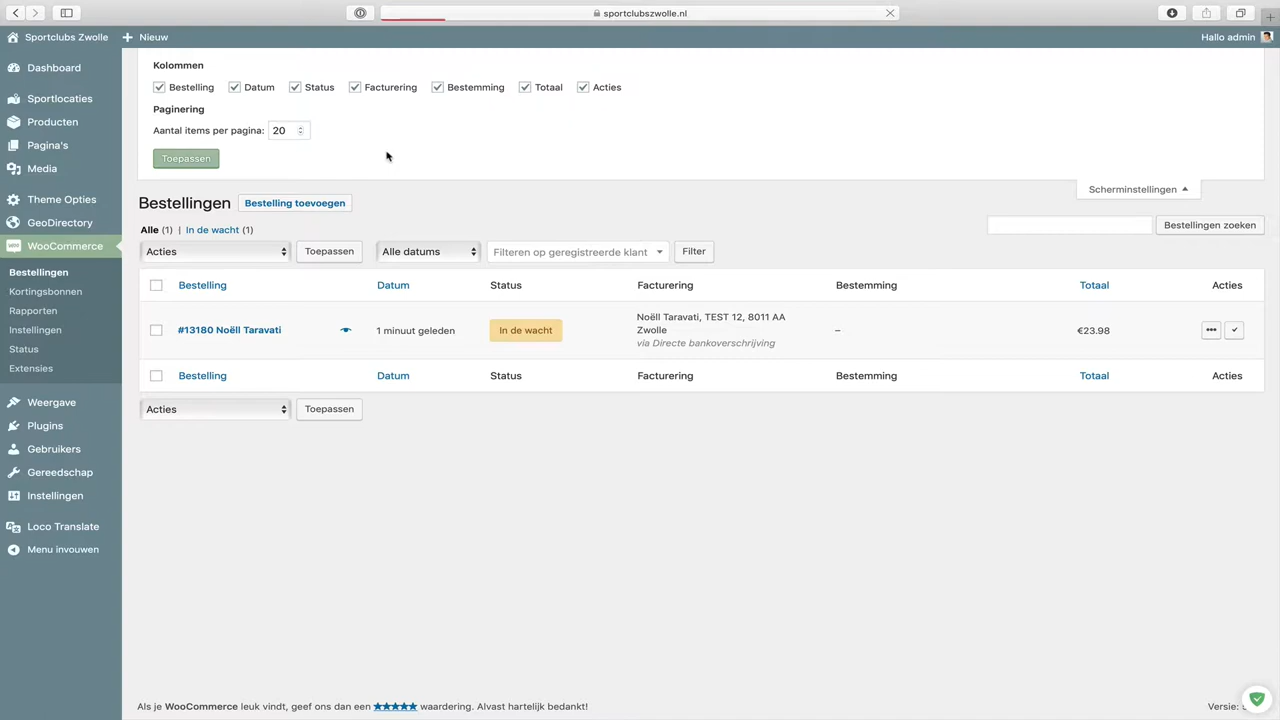 sportclubszwolle.nl
Sportclubs Zwolle
Nieuw
Hallo admin
Dashboard
Sportlocaties
Producten
Pagina's
Media
Theme Opties
GeoDirectory
WooCommerce
Bestellingen
Kortingsbonnen
Rapporten
Instellingen
Status
Extensies
Weergave
Plugins
Gebruikers
Gereedschap
Instellingen
Loco Translate
Menu invouwen
Kolommen
Bestelling Datum Status Facturering Bestemming Totaal Acties
Paginering
Aantal items per pagina: 20
Toepassen
Scherminstellingen
Bestellingen Bestelling toevoegen
Alle (1) | In de wacht (1)
Bestellingen zoeken
Acties Toepassen Alle datums Filteren op geregistreerde klant Filter
Bestelling Datum Status Facturering Bestemming Totaal Acties
#13180 Noëll Taravati 1 minuut geleden In de wacht Noëll Taravati, TEST 12, 8011 AA
Zwolle
via Directe bankoverschrijving
– €23.98
Bestelling Datum Status Facturering Bestemming Totaal Acties
Acties Toepassen
Als je WooCommerce leuk vindt, geef ons dan een ★★★★★ waardering. Alvast hartelijk bedankt!
Versie: